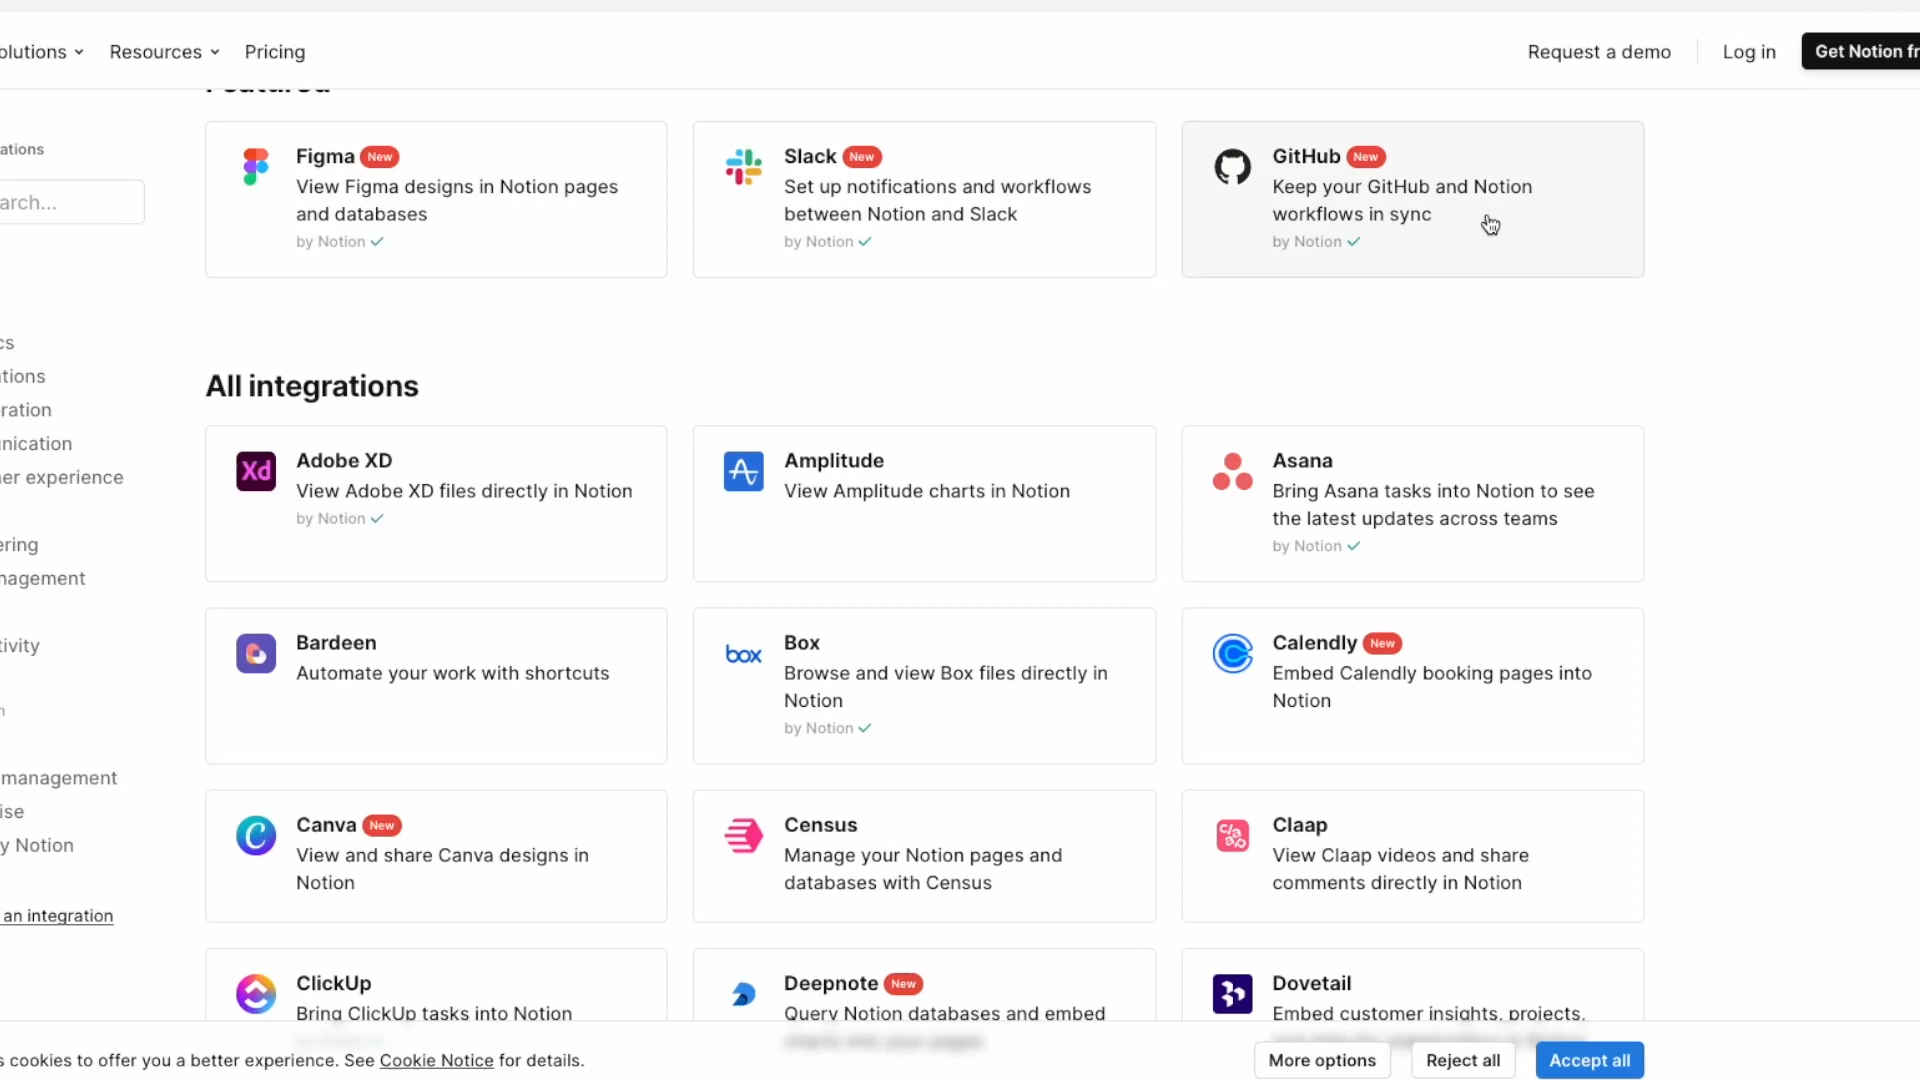 olutions
Resources
Pricing
Request a demo
Log in
Get Notion fr
Featured
ations
arch...
cs
ations
ration
unication
er experience
ering
nagement
tivity
n
management
ise
y Notion
an integration
Figma New
View Figma designs in Notion pages
and databases
by Notion
Slack New
Set up notifications and workflows
between Notion and Slack
by Notion
GitHub New
Keep your GitHub and Notion
workflows in sync
by Notion
All integrations
Xd
Adobe XD
View Adobe XD files directly in Notion
by Notion
Amplitude
View Amplitude charts in Notion
Asana
Bring Asana tasks into Notion to see
the latest updates across teams
by Notion
Bardeen
Automate your work with shortcuts
box
Box
Browse and view Box files directly in
Notion
by Notion
Calendly New
Embed Calendly booking pages into
Notion
Canva New
View and share Canva designs in
Notion
Census
Manage your Notion pages and
databases with Census
Claap
View Claap videos and share
comments directly in Notion
ClickUp
Bring ClickUp tasks into Notion
Deepnote New
Query Notion databases and embed
charts into your pages
Dovetail
Embed customer insights, projects,
s cookies to offer you a better experience. See Cookie Notice for details.
More options
Reject all
Accept all